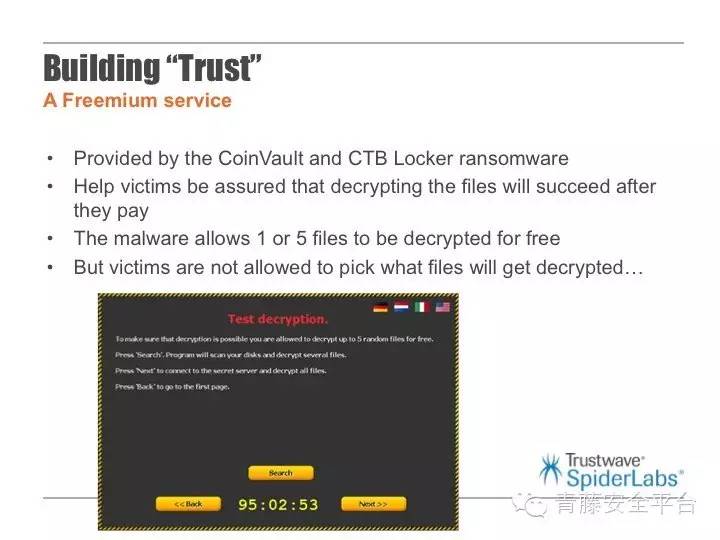 Building “Trust”
A Freemium service
• Provided by the CoinVault and CTB Locker ransomware
• Help victims be assured that decrypting the files will succeed after
they pay
• The malware allows 1 or 5 files to be decrypted for free
• But victims are not allowed to pick what files will get decrypted…
Test decryption.
To make sure that decryption is possible you are allowed to decrypt up to 5 random files for free.
Press 'Search'. Program will scan your disks and decrypt several files.
Press 'Next' to connect to the secret server and decrypt all files.
Press 'Back' to go to the first page.
Search
<< Back
95:02:53
Next >>
Trustwave®
SpiderLabs®
青藤安全平台